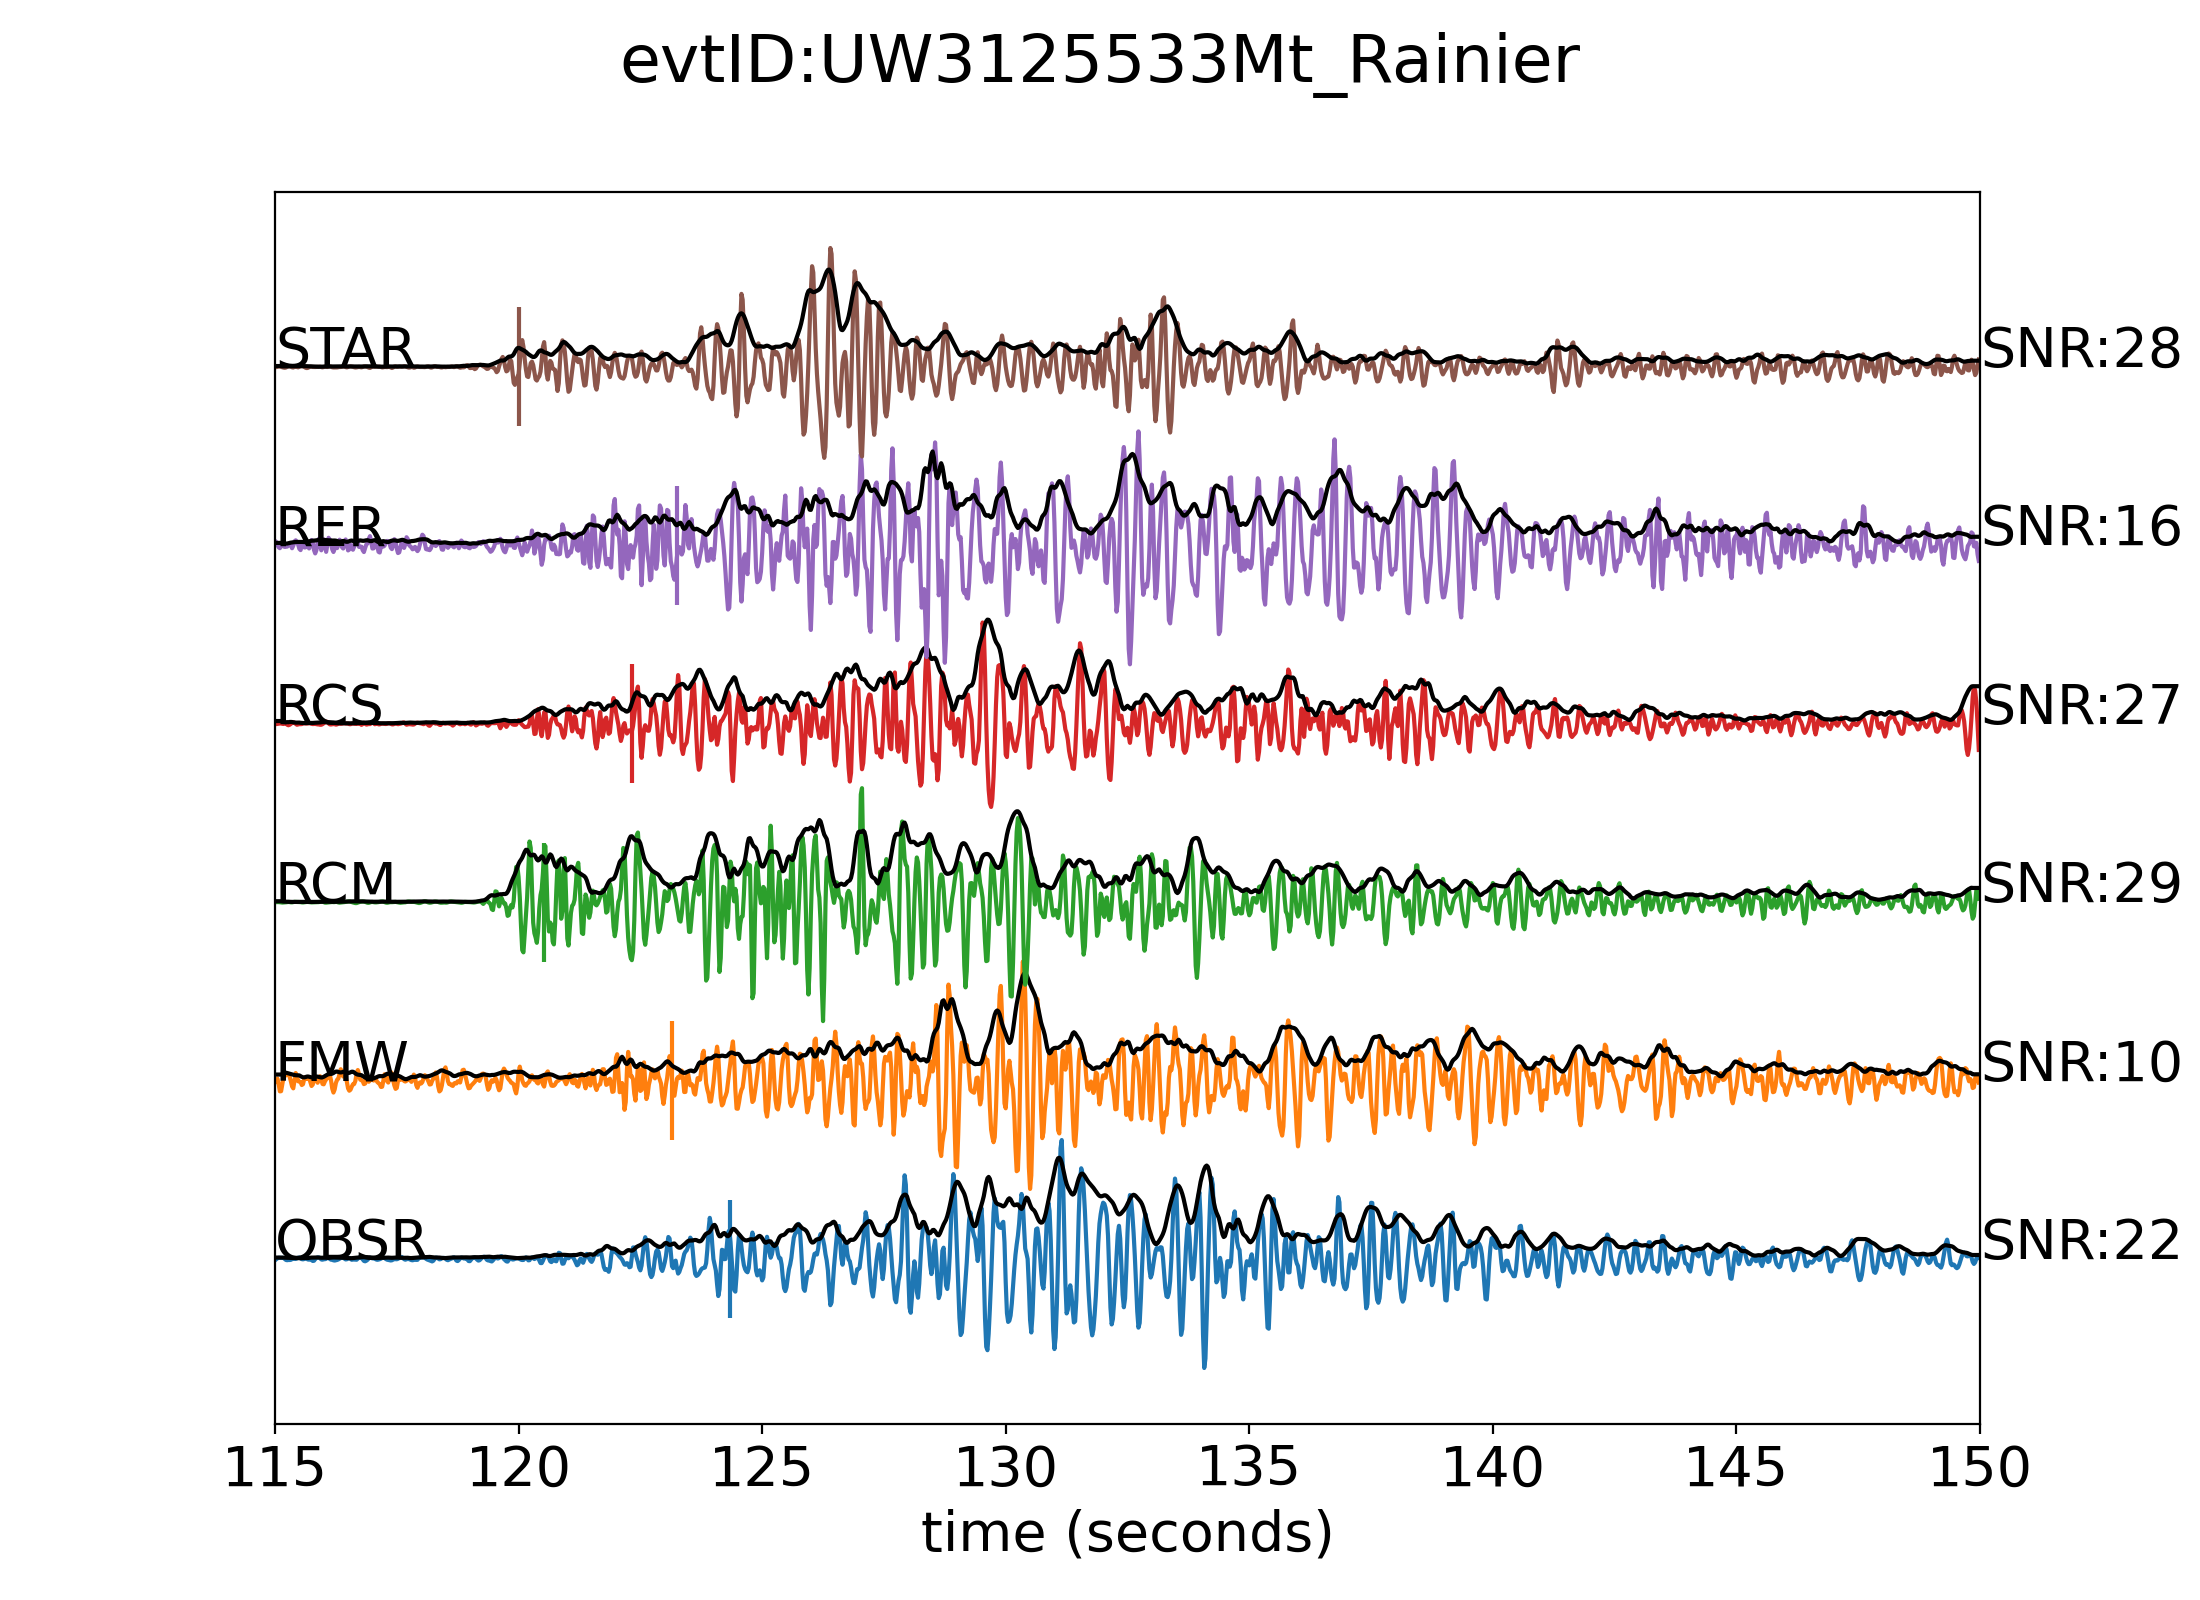 evtID:UW3125533Mt_Rainier
STAR SNR:28
RER SNR:16
RCS SNR:27
RCM SNR:29
FMW SNR:10
OBSR SNR:22
115 120 125 130 135 140 145 150
time (seconds)